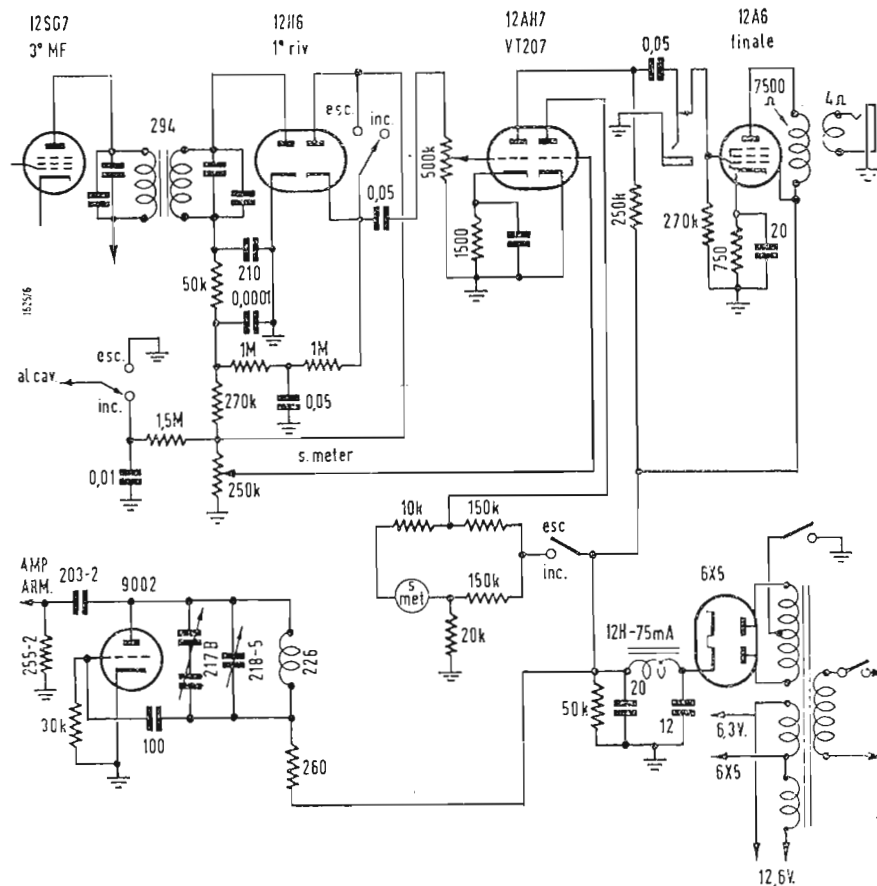 12SG7
3° MF
12H6
1ª riv
12AH7
VT207
12A6
finale
294
esc.
inc.
500k
0,05
0,05
7500
Ω
4Ω
1500
250k
270k
750
20
50k
210
0,0001
1M
1M
0,05
esc.
al cav.
inc.
1,5M
270k
0,01
250k
s. meter
10k
150k
esc
inc.
s
met
150k
20k
6X5
12H-75mA
AMP
ARM.
203-2
9002
255-2
217B
218-S
226
30k
100
260
50k
20
12
6,3V.
6X5
12,6V.